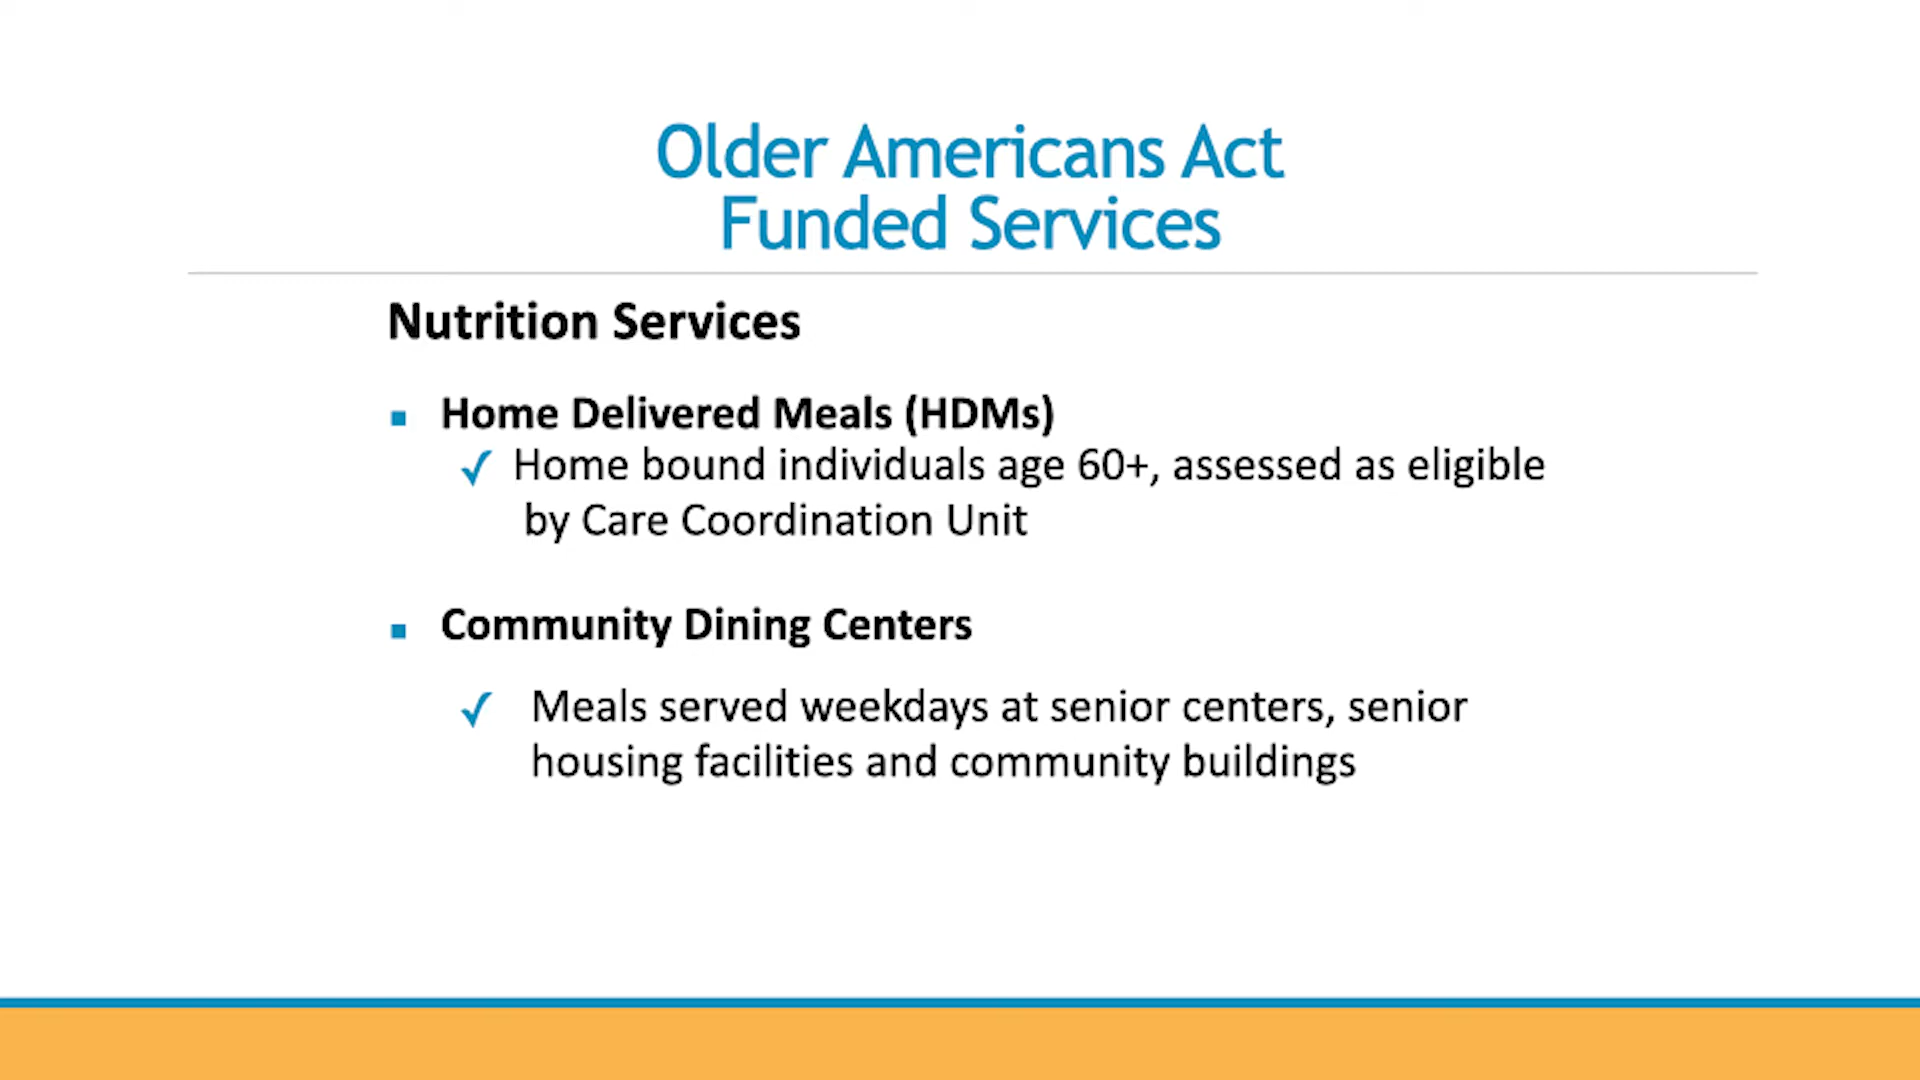 Older Americans Act
Funded Services
Nutrition Services
▪ Home Delivered Meals (HDMs)
✓ Home bound individuals age 60+, assessed as eligible
by Care Coordination Unit
▪ Community Dining Centers
✓ Meals served weekdays at senior centers, senior
housing facilities and community buildings